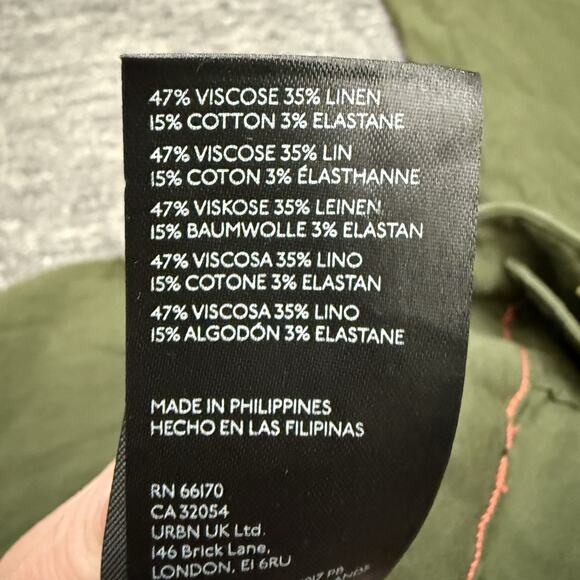 47% VISCOSE 35% LINEN
15% COTTON 3% ELASTANE
47% VISCOSE 35% LIN
15% COTON 3% ÉLASTHANNE
47% VISKOSE 35% LEINEN
15% BAUMWOLLE 3% ELASTAN
47% VISCOSA 35% LINO
15% COTONE 3% ELASTAN
47% VISCOSA 35% LINO
15% ALGODÓN 3% ELASTANE
MADE IN PHILIPPINES
HECHO EN LAS FILIPINAS
RN 66170
CA 32054
URBN UK Ltd.
146 Brick Lane,
LONDON, E1 6RU